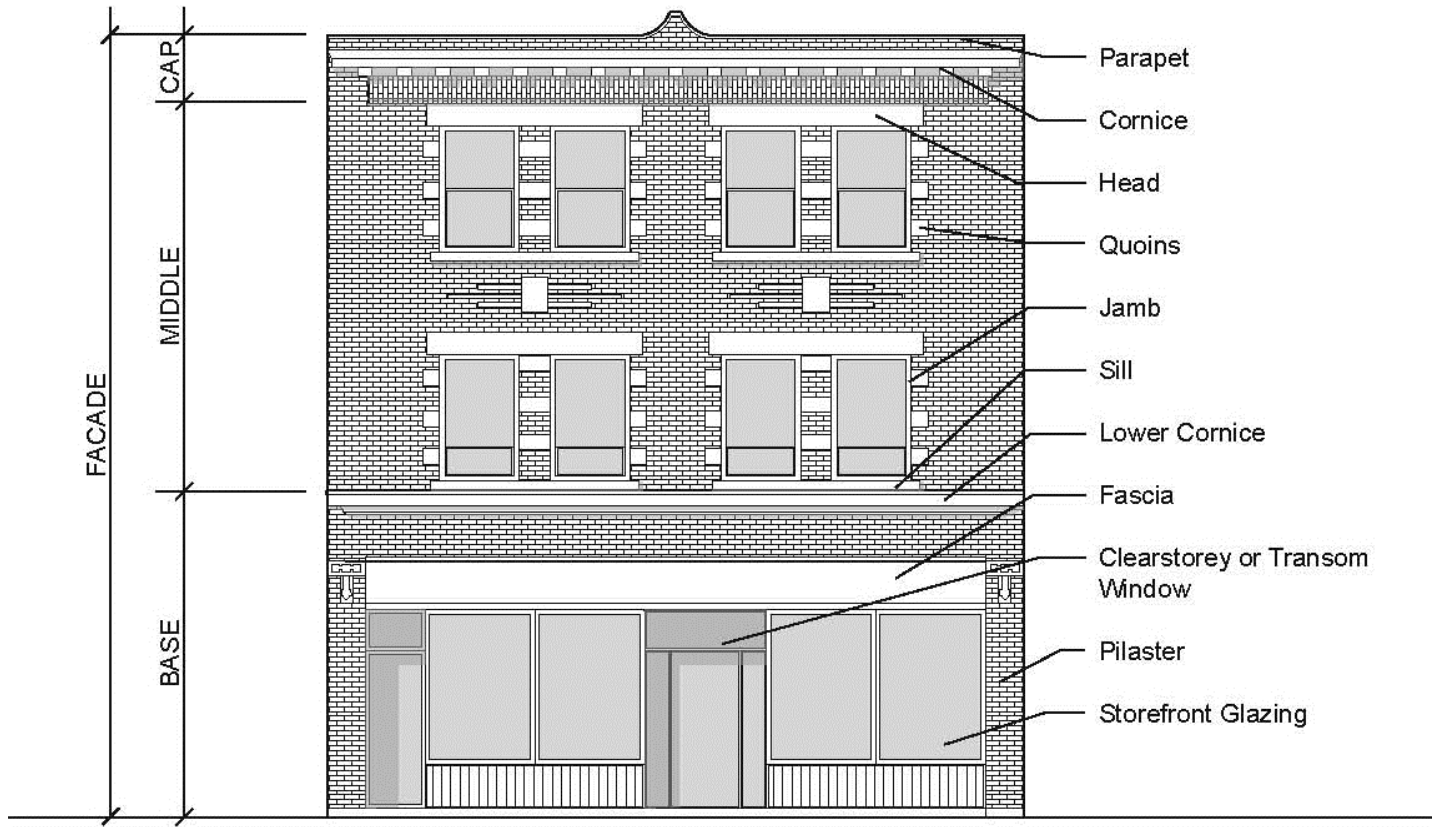 CAP
MIDDLE
FACADE
BASE
Parapet
Cornice
Head
Quoins
Jamb
Sill
Lower Cornice
Fascia
Clearstorey or Transom
Window
Pilaster
Storefront Glazing